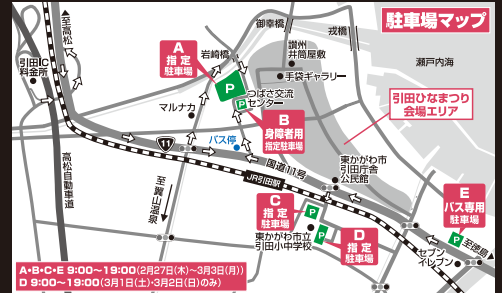 駐車場マップ
至高松
御幸橋
戎橋
岩崎橋
讃州
井筒屋敷
瀬戸内海
引田IC
料金所
A
指定
駐車場
手袋ギャラリー
P
つばさ交流
センター
マルナカ
引田ひなまつり
会場エリア
P
B
身障者用
指定駐車場
バス停
11
国道11号
高松自動車道
至翼山温泉
JR引田駅
東かがわ市
引田庁舎
公民館
E
バス専用
駐車場
C
指定
駐車場
P
P
至徳島
東かがわ市立
引田小中学校
P
D
指定
駐車場
セブン
イレブン
A・B・C・E 9:00〜19:00(2月27日(木)〜3月3日(月))
D 9:00〜19:00(3月1日(土)・3月2日(日)のみ)